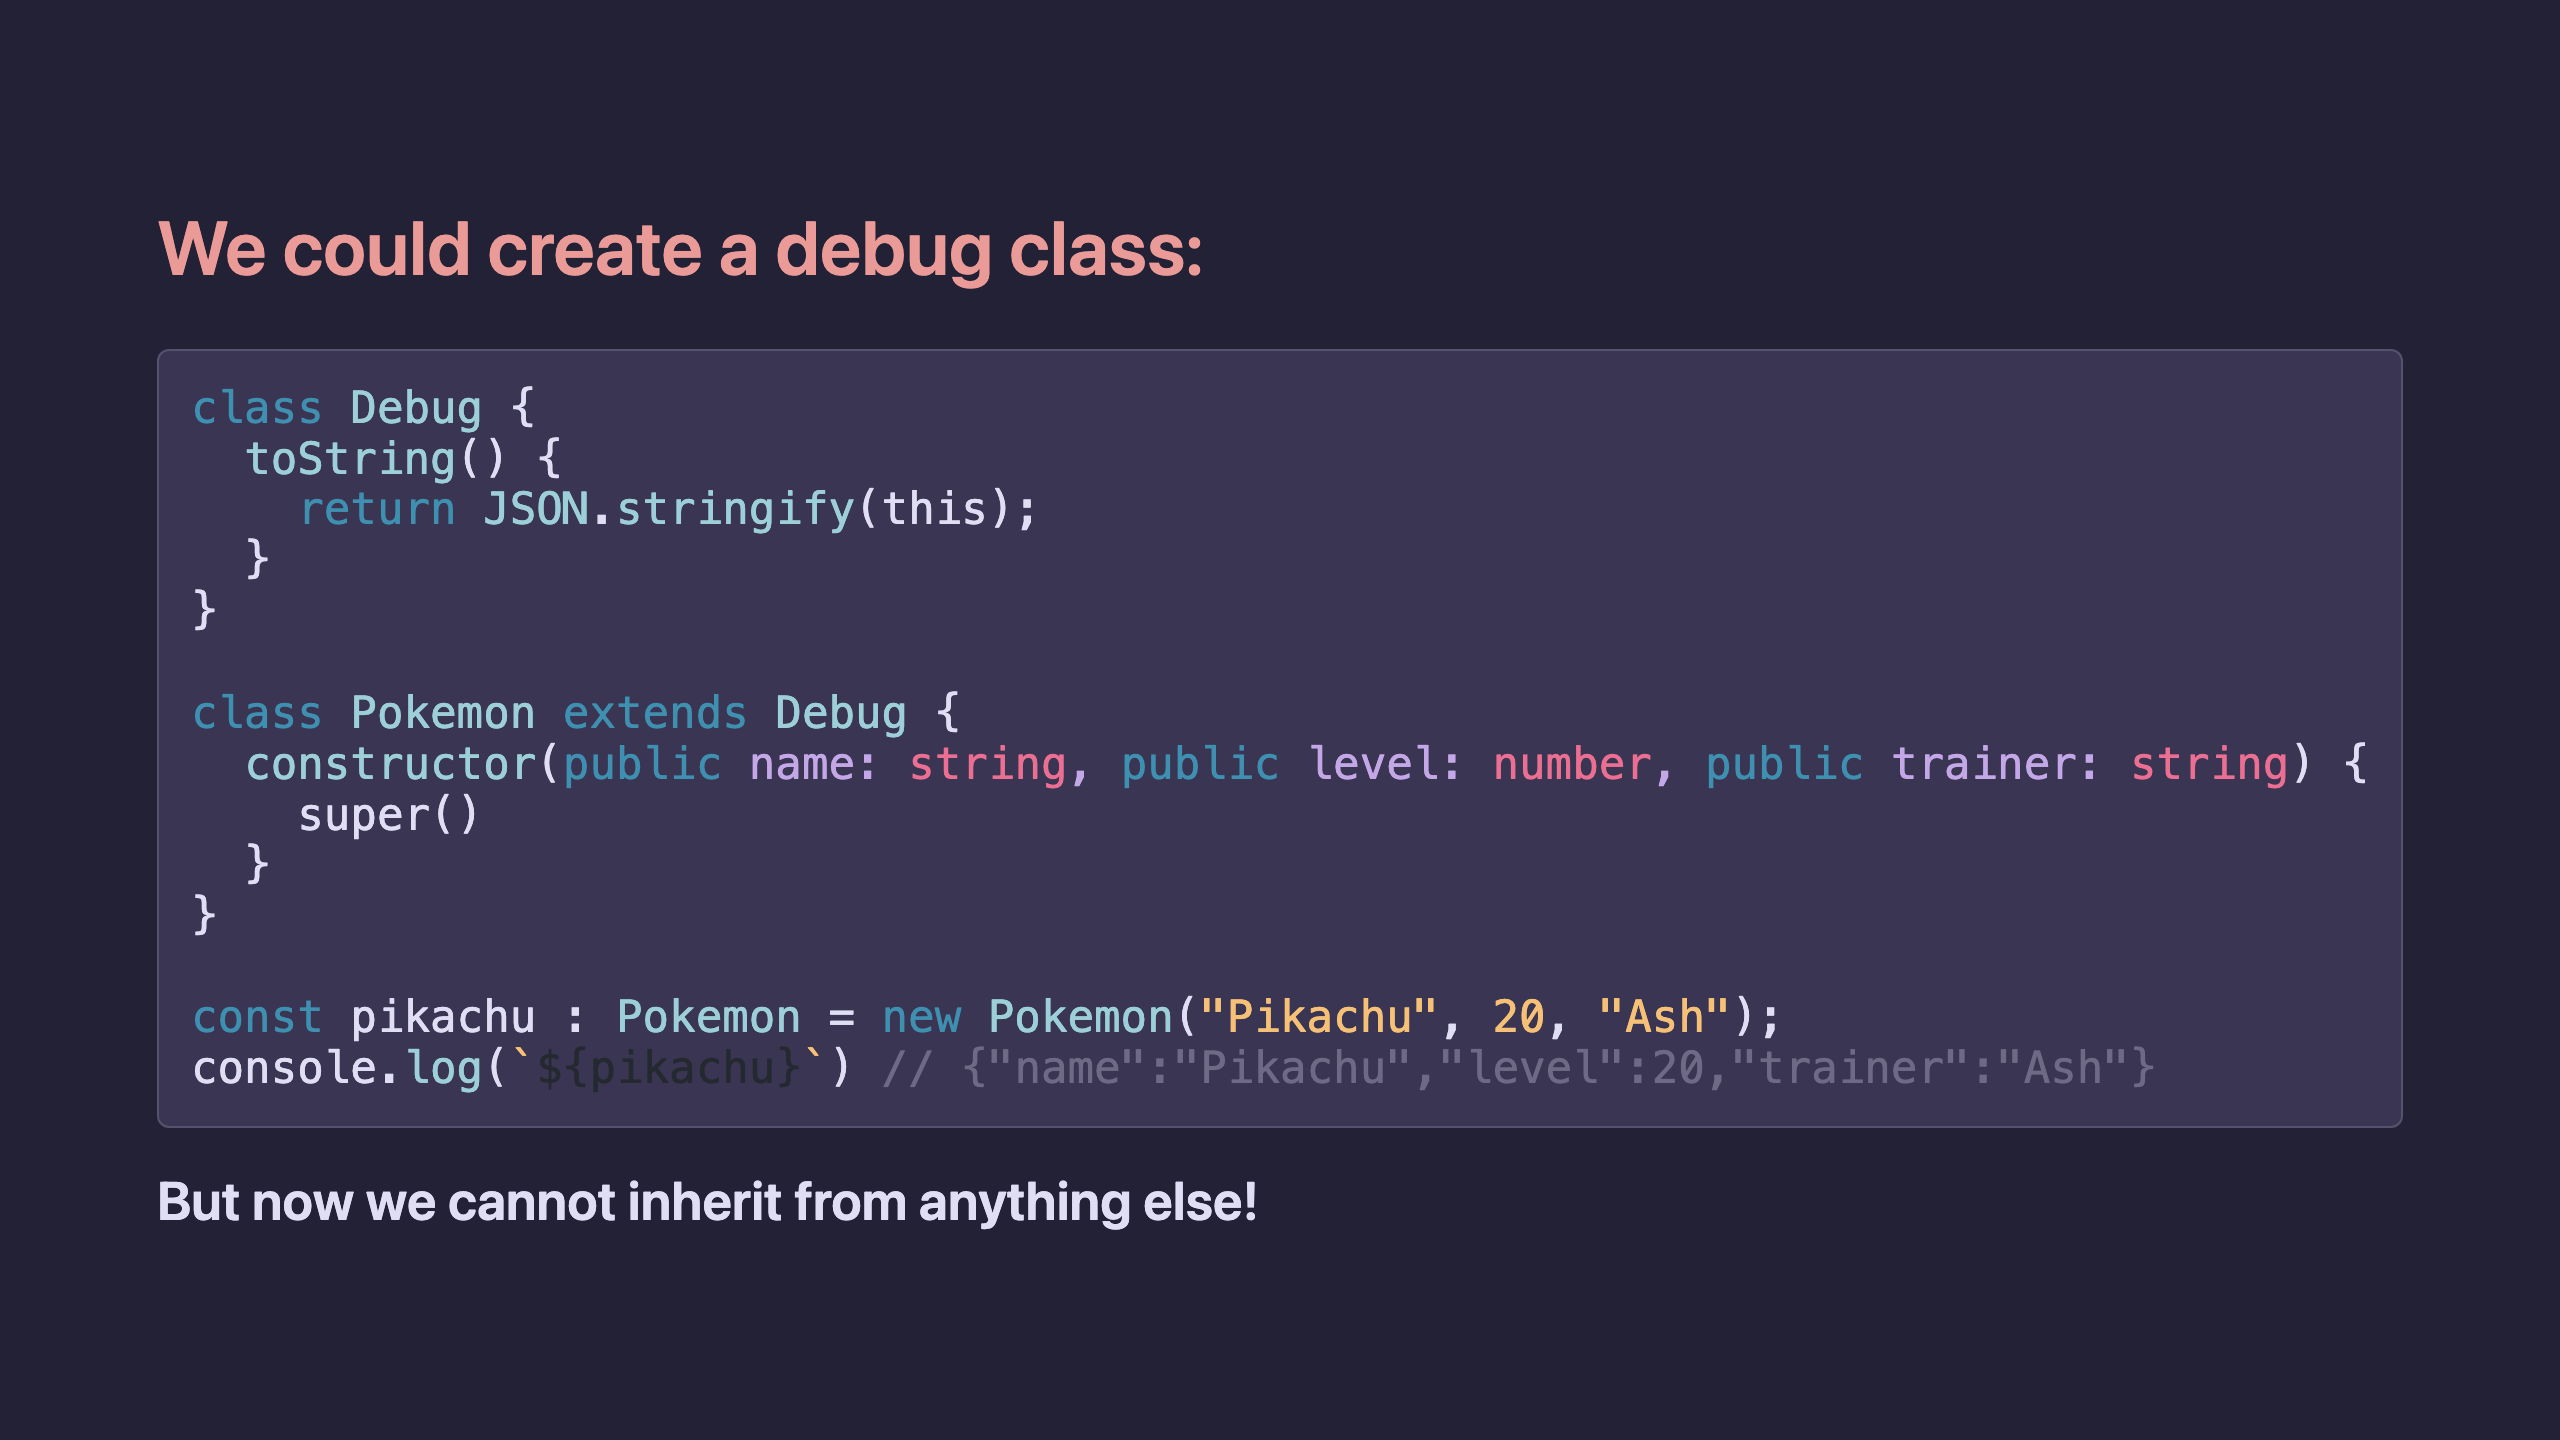 We could create a debug class:
class Debug {
  toString() {
    return JSON.stringify(this);
  }
}

class Pokemon extends Debug {
  constructor(public name: string, public level: number, public trainer: string) {
    super()
  }
}

const pikachu : Pokemon = new Pokemon("Pikachu", 20, "Ash");
console.log(`${pikachu}`) // {"name":"Pikachu","level":20,"trainer":"Ash"}
But now we cannot inherit from anything else!